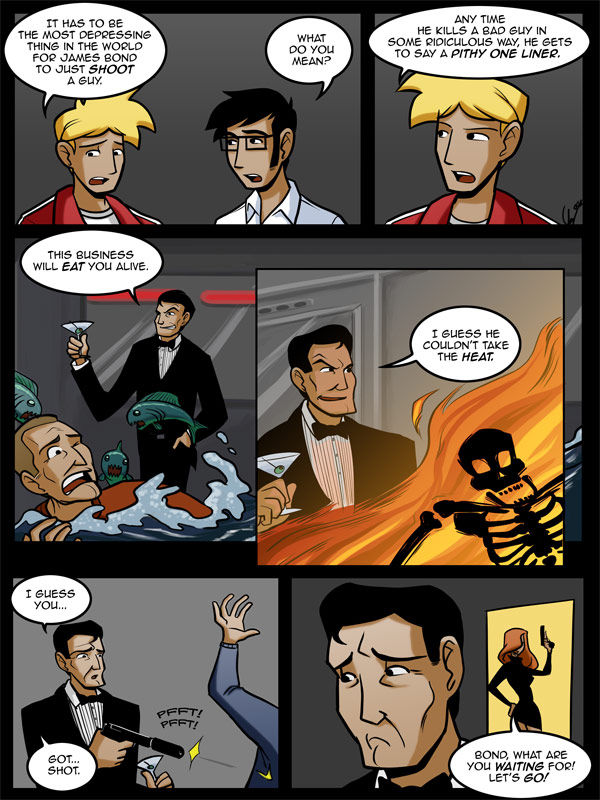 IT HAS TO BE
THE MOST DEPRESSING
THING IN THE WORLD
FOR JAMES BOND
TO JUST SHOOT
A GUY.
WHAT
DO YOU
MEAN?
ANY TIME
HE KILLS A BAD GUY IN
SOME RIDICULOUS WAY, HE GETS
TO SAY A PITHY ONE LINER.
THIS BUSINESS
WILL EAT YOU ALIVE.
I GUESS HE
COULDN'T TAKE
THE HEAT.
I GUESS
YOU...
PFFT!
PFFT!
GOT...
SHOT.
BOND, WHAT ARE
YOU WAITING FOR!
LET'S GO!